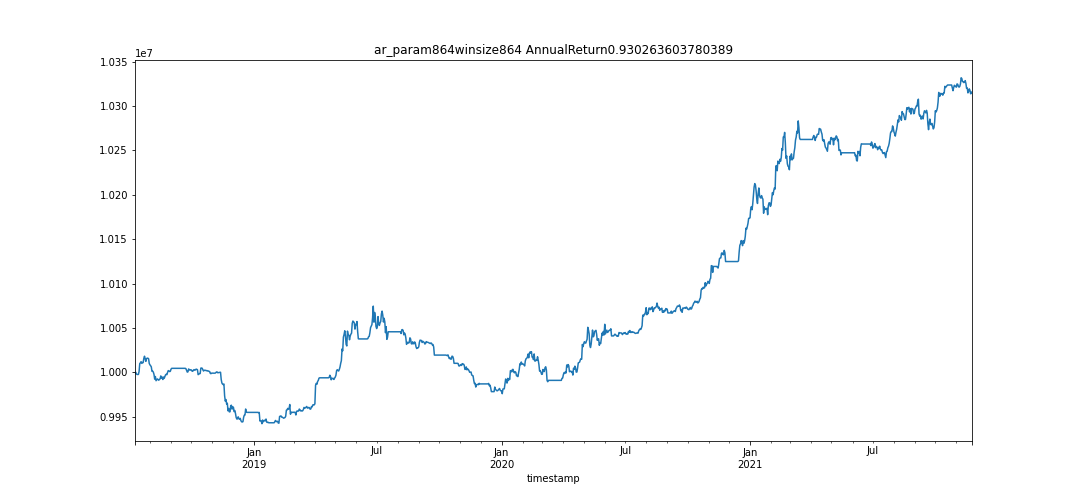 ar_param864winsize864 AnnualReturn0.930263603780389
1e7
1.035
1.030
1.025
1.020
1.015
1.010
1.005
1.000
0.995
Jan Jul Jan Jul Jan Jul
2019 2020 2021
timestamp